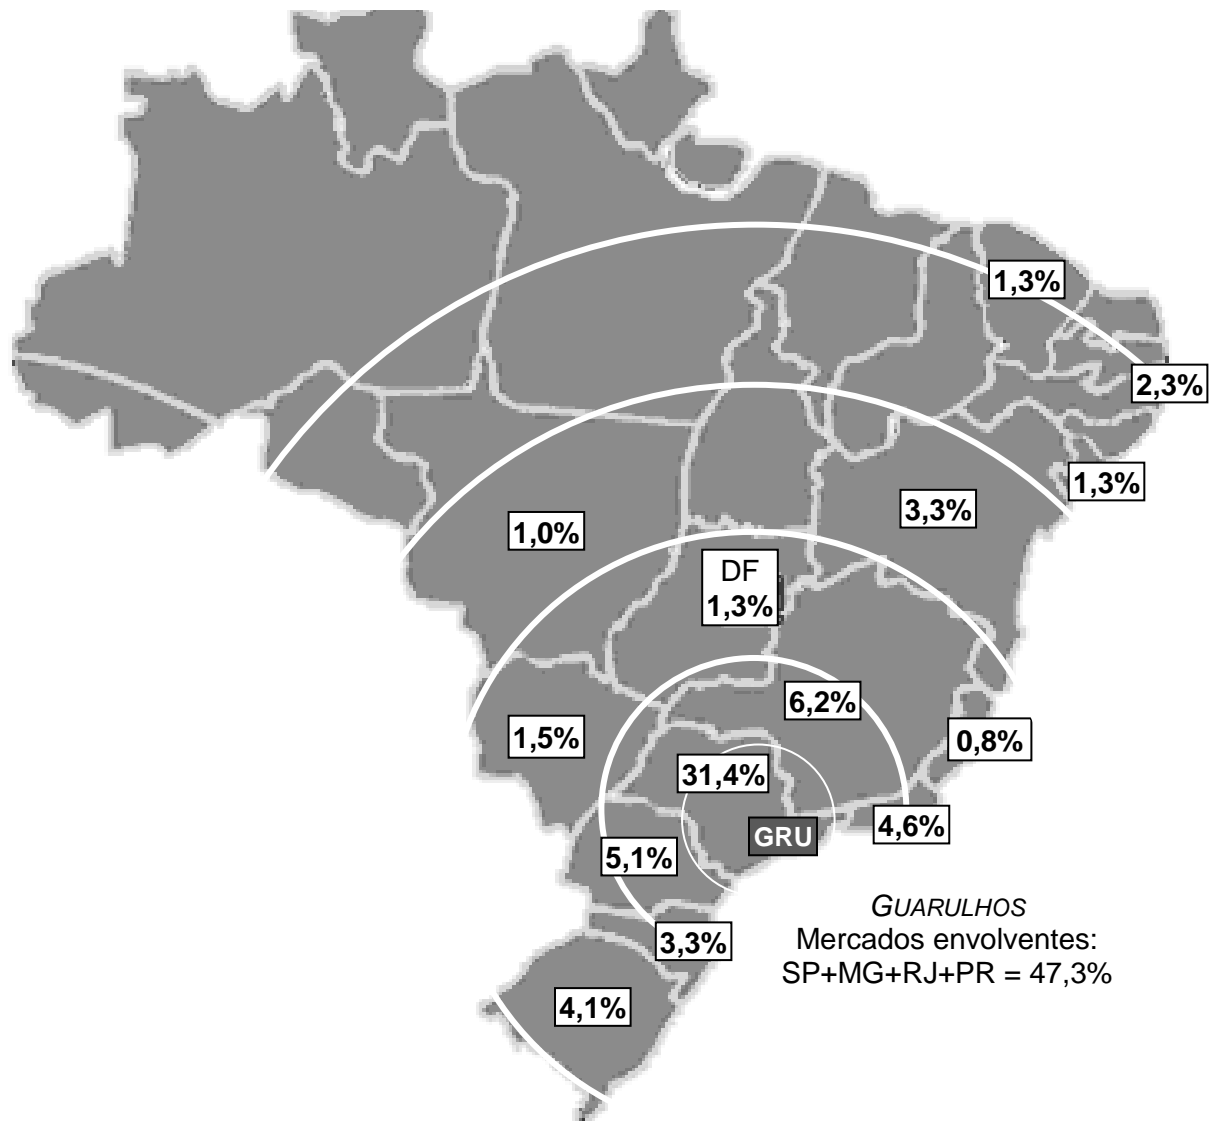 1,3%
2,3%
1,3%
3,3%
1,0%
DF
1,3%
6,2%
1,5%
0,8%
31,4%
4,6%
GRU
5,1%
GUARULHOS
3,3%
Mercados envolventes:
SP+MG+RJ+PR = 47,3%
4,1%